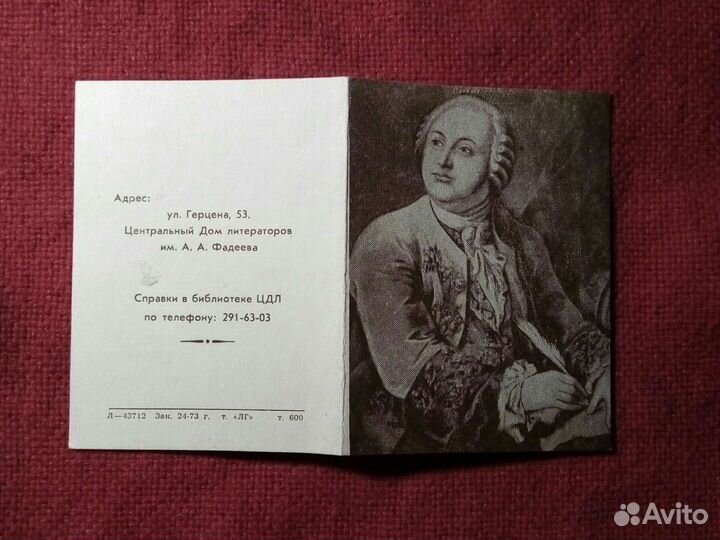 Адрес:
ул. Герцена, 53.
Центральный Дом литераторов
им. А. А. Фадеева
Справки в библиотеке ЦДЛ
по телефону: 291-63-03
Л—43712 Зак. 24-73 г. т. «ЛГ» т. 600
Avito